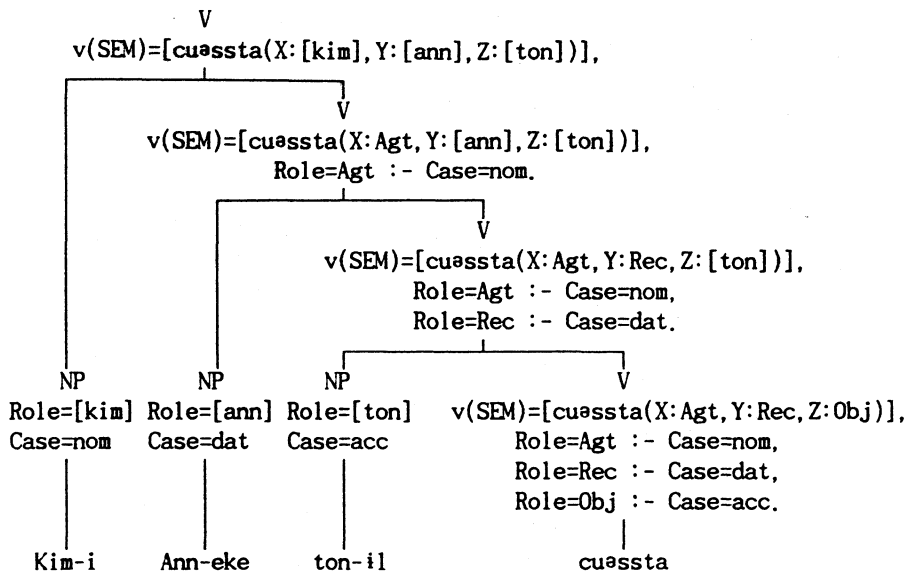 V
v(SEM)=[cuəssta(X:[kim],Y:[ann],Z:[ton])],
V
v(SEM)=[cuəssta(X:Agt,Y:[ann],Z:[ton])],
Role=Agt :- Case=nom.
V
v(SEM)=[cuəssta(X:Agt,Y:Rec,Z:[ton])],
Role=Agt :- Case=nom,
Role=Rec :- Case=dat.
NP NP NP V
Role=[kim] Role=[ann] Role=[ton] v(SEM)=[cuəssta(X:Agt,Y:Rec,Z:Obj)],
Case=nom Case=dat Case=acc Role=Agt :- Case=nom,
Role=Rec :- Case=dat,
Role=Obj :- Case=acc.
Kim-i Ann-eke ton-ɨl cuəssta